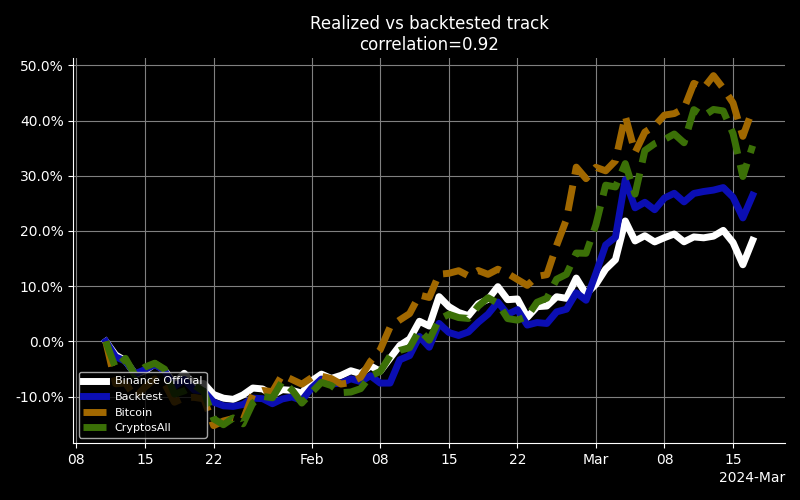 Realized vs backtested track
correlation=0.92
50.0%
40.0%
30.0%
20.0%
10.0%
0.0%
-10.0%
Binance Official
Backtest
Bitcoin
CryptosAll
08 15 22 Feb 08 15 22 Mar 08 15
2024-Mar